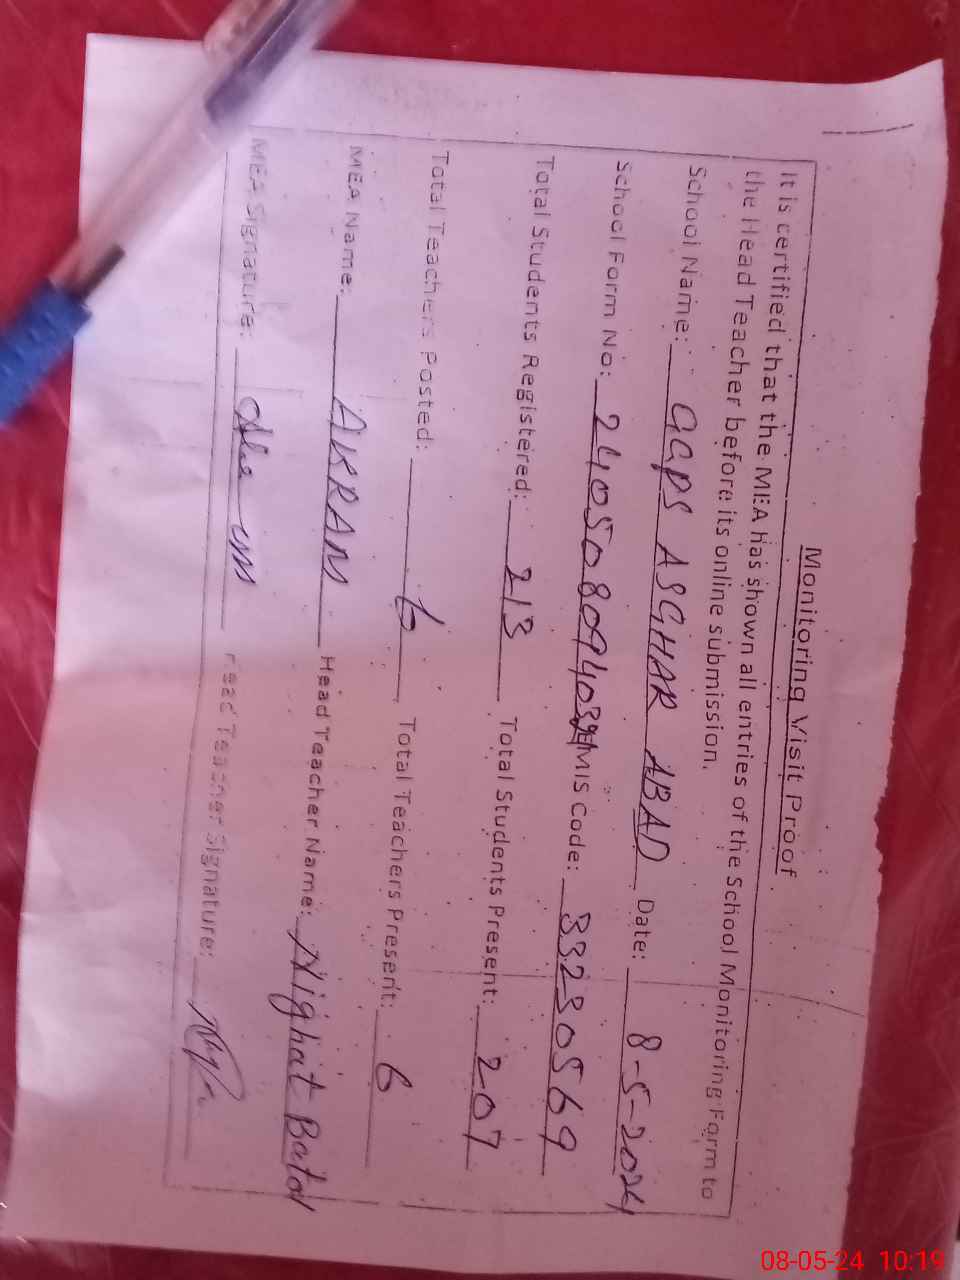 Monitoring Visit Proof
It is certified that the MEA has shown all entries of the School Monitoring Form to
the Head Teacher before its online submission.
School Name: GGPS ASGHAR ABAD Date: 8-5-2024
School Form No: EMIS Code: 33230569
Total Students Registered: 213 Total Students Present: 207
Total Teachers Posted: 6 Total Teachers Present: 6
MEA Name: AKRAM Head Teacher Name: Nighat Batol
MEA Signature: Head Teacher Signature:
08-05-24 10:19